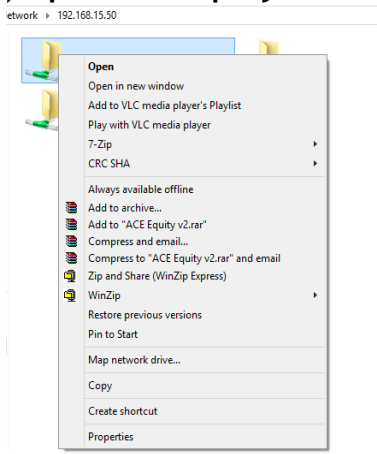 etwork ▸ 192.168.15.50
Open
Open in new window
Add to VLC media player's Playlist
Play with VLC media player
7-Zip
CRC SHA
Always available offline
Add to archive...
Add to "ACE Equity v2.rar"
Compress and email...
Compress to "ACE Equity v2.rar" and email
Zip and Share (WinZip Express)
WinZip
Restore previous versions
Pin to Start
Map network drive...
Copy
Create shortcut
Properties